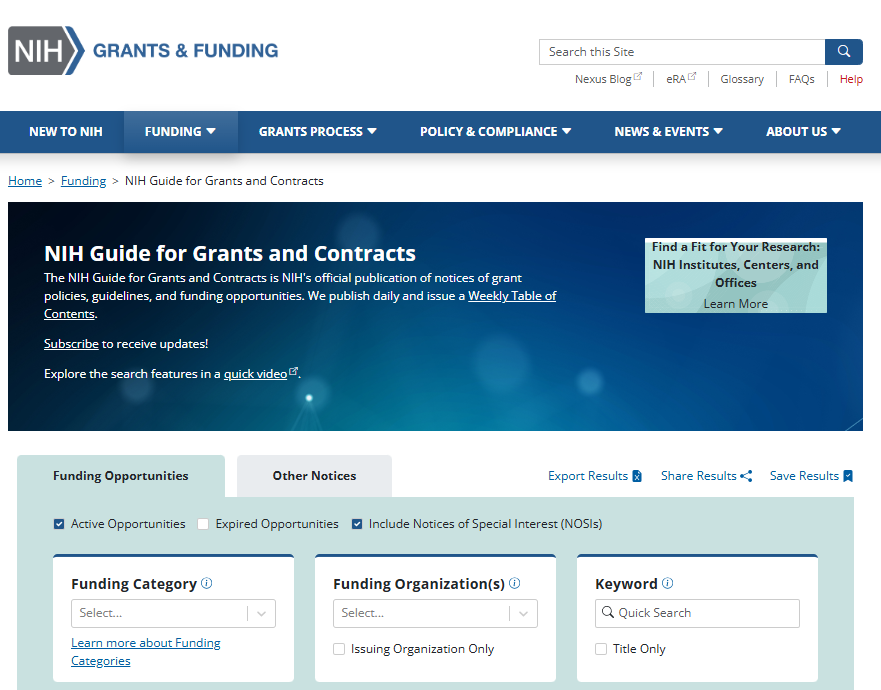 NIH GRANTS & FUNDING
Search this Site
Nexus Blog eRA Glossary FAQs Help
NEW TO NIH FUNDING GRANTS PROCESS POLICY & COMPLIANCE NEWS & EVENTS ABOUT US
Home > Funding > NIH Guide for Grants and Contracts
NIH Guide for Grants and Contracts
The NIH Guide for Grants and Contracts is NIH's official publication of notices of grant
policies, guidelines, and funding opportunities. We publish daily and issue a Weekly Table of
Contents.
Subscribe to receive updates!
Explore the search features in a quick video.
Find a Fit for Your Research:
NIH Institutes, Centers, and
Offices
Learn More
Funding Opportunities Other Notices Export Results Share Results Save Results
Active Opportunities Expired Opportunities Include Notices of Special Interest (NOSIs)
Funding Category
Select...
Learn more about Funding
Categories
Funding Organization(s)
Select...
Issuing Organization Only
Keyword
Quick Search
Title Only